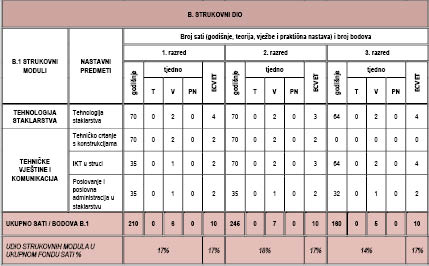 B. STRUKOVNI DIO
B.1 STRUKOVNI MODULI
NASTAVNI PREDMETI
Broj sati (godišnje, teorija, vježbe i praktična nastava) i broj bodova
1. razred 2. razred 3. razred
godišnje tjedno ECVET godišnje tjedno ECVET godišnje tjedno ECVET
T V PN T V PN T V PN
TEHNOLOGIJA STAKLARSTVA
Tehnologija staklarstva
70 0 2 0 4 70 0 2 0 3 64 0 2 0 4
TEHNIČKE VJEŠTINE I KOMUNIKACIJA
Tehničko crtanje s konstrukcijama
70 0 2 0 2 70 0 2 0 2 0 0 0 0 0
IKT u struci
35 0 1 0 2 70 0 2 0 3 64 0 2 0 4
Poslovanje i poslovna administracija u staklarstvu
35 0 1 0 2 35 0 1 0 2 32 0 1 0 2
UKUPNO SATI / BODOVA B.1
210 0 6 0 10 245 0 7 0 10 160 0 5 0 10
UDIO STRUKOVNIH MODULA U UKUPNOM FONDU SATI %
17% 17% 18% 17% 14% 17%